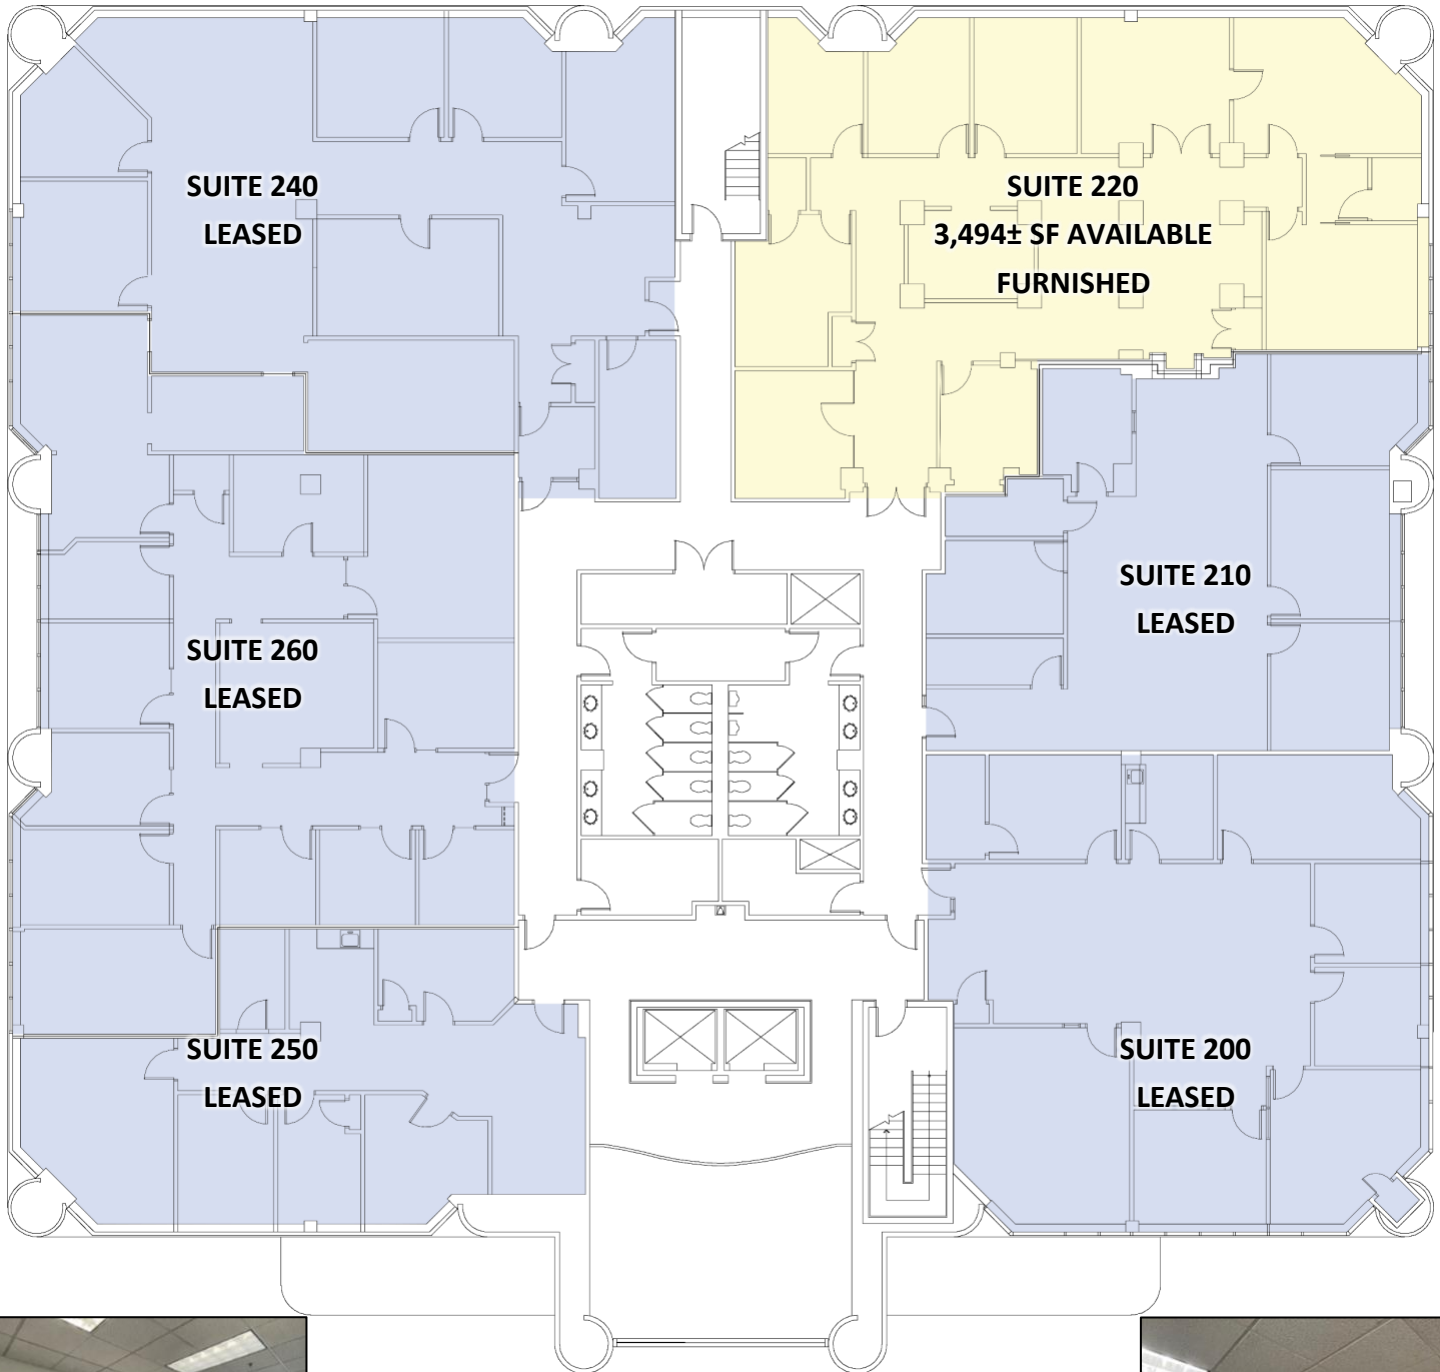 SUITE 240
LEASED
SUITE 220
3,494± SF AVAILABLE
FURNISHED
SUITE 210
LEASED
SUITE 260
LEASED
SUITE 250
LEASED
SUITE 200
LEASED